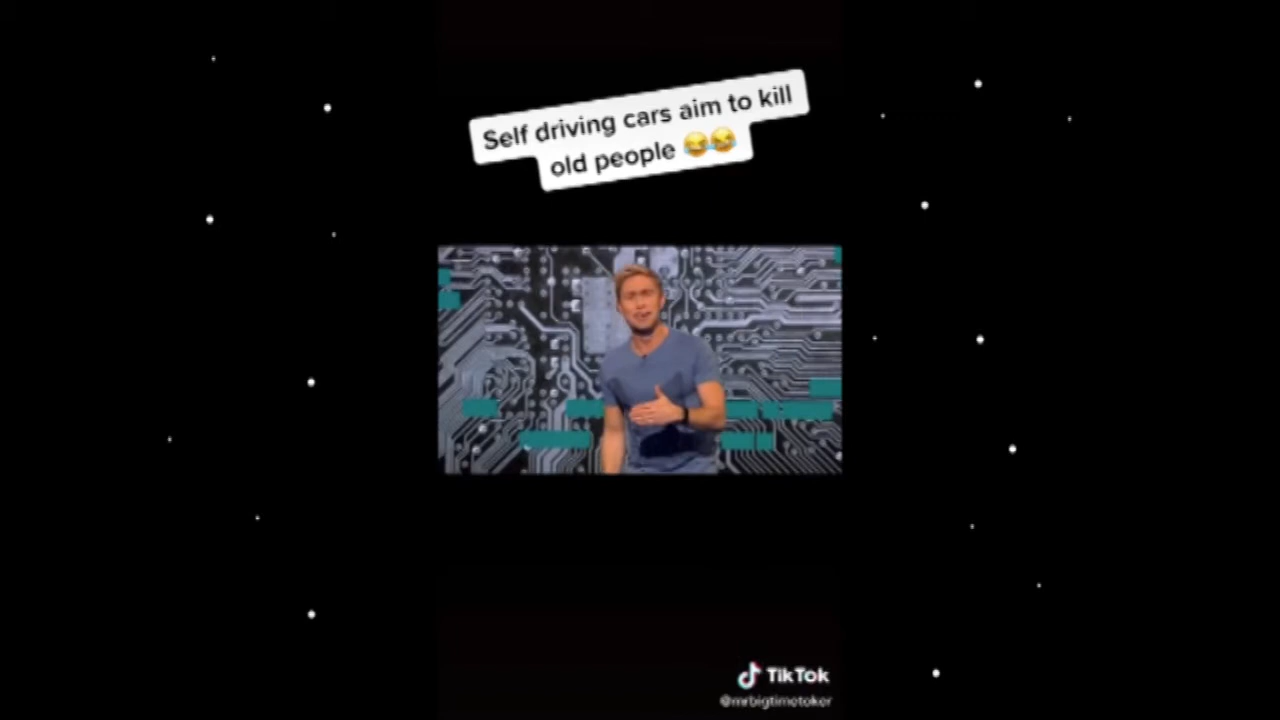 Self driving cars aim to kill
old people 😂😂
TikTok
@mrbigtimetoker